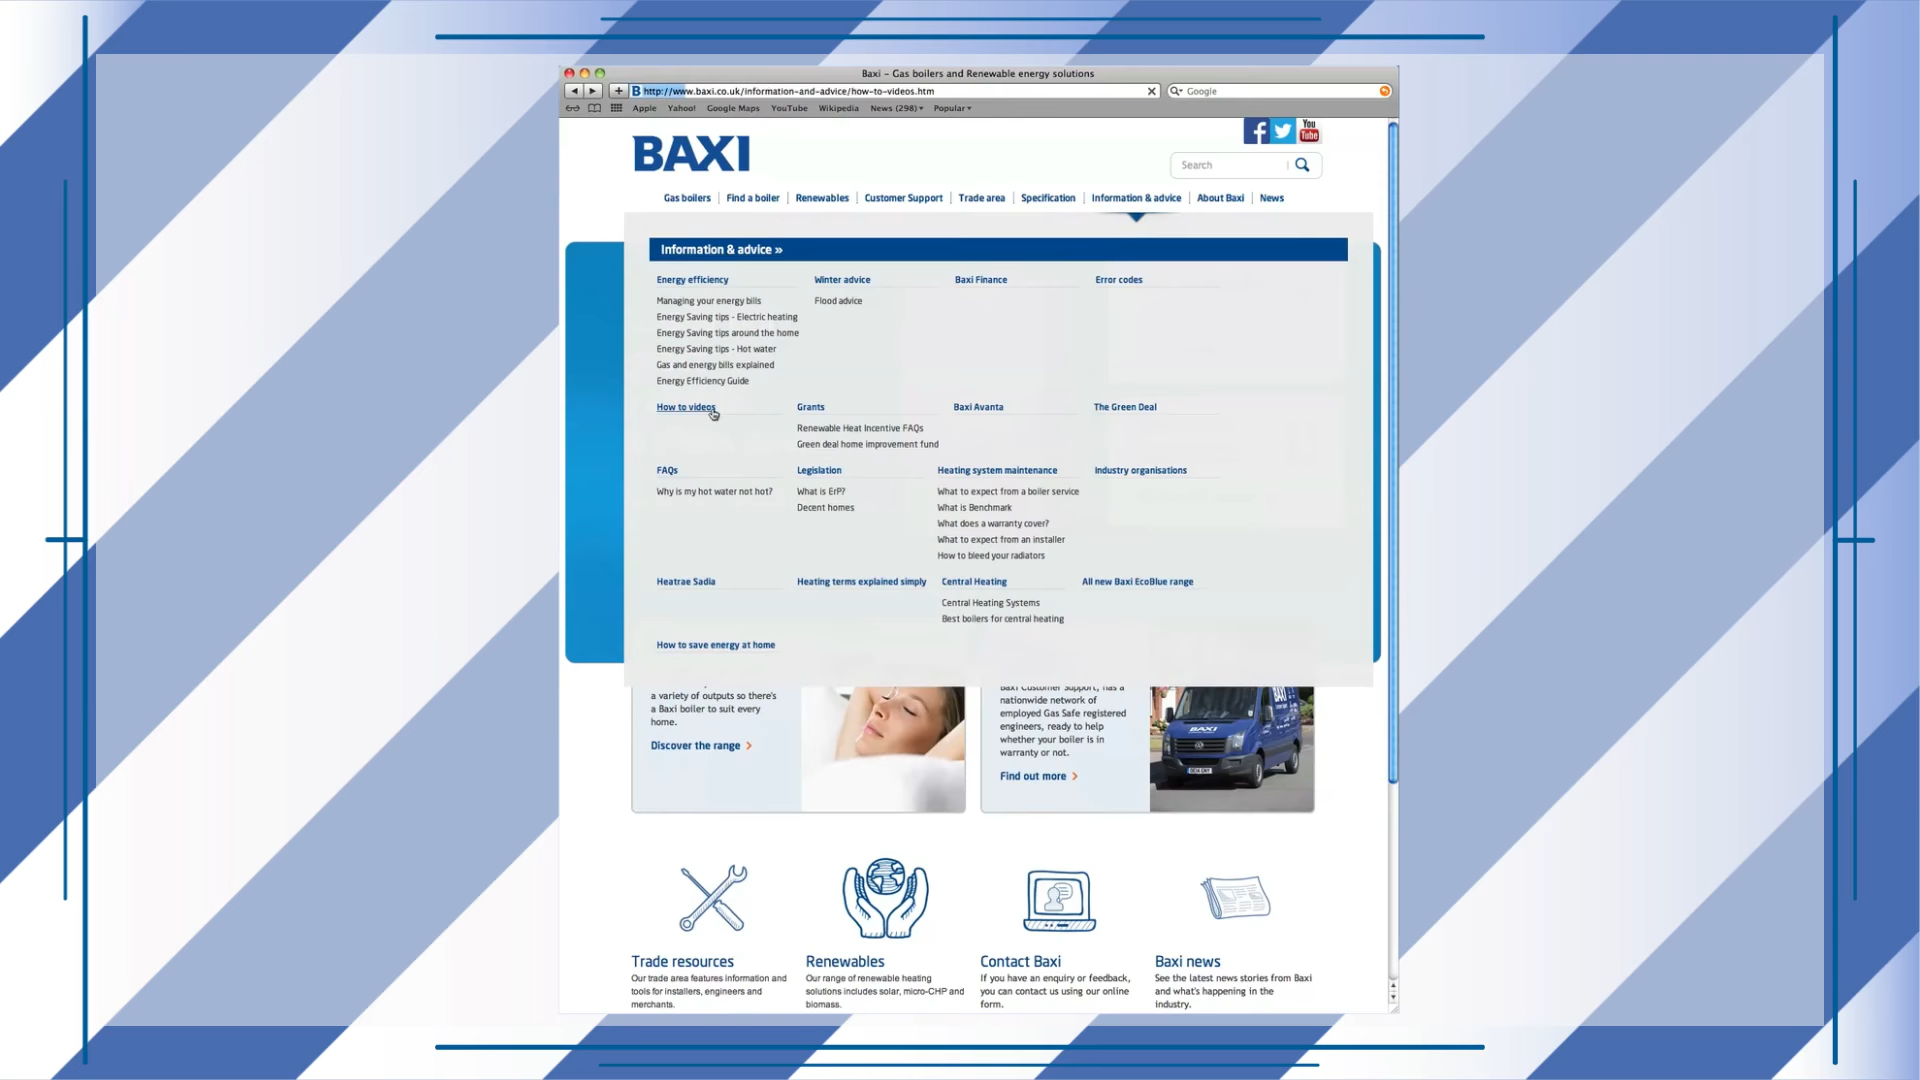 Baxi – Gas boilers and Renewable energy solutions
http://www.baxi.co.uk/information-and-advice/how-to-videos.htm
Google
Apple Yahoo! Google Maps YouTube Wikipedia News (298) Popular
You Tube
BAXI
Search
Gas boilers Find a boiler Renewables Customer Support Trade area Specification Information & advice About Baxi News
Information & advice »
Energy efficiency
Managing your energy bills
Energy Saving tips - Electric heating
Energy Saving tips around the home
Energy Saving tips - Hot water
Gas and energy bills explained
Energy Efficiency Guide
Winter advice
Flood advice
Baxi Finance
Error codes
How to videos
Grants
Renewable Heat Incentive FAQs
Green deal home improvement fund
Baxi Avanta
The Green Deal
FAQs
Why is my hot water not hot?
Legislation
What is ErP?
Decent homes
Heating system maintenance
What to expect from a boiler service
What is Benchmark
What does a warranty cover?
What to expect from an installer
How to bleed your radiators
Industry organisations
Heatrae Sadia
Heating terms explained simply
Central Heating
Central Heating Systems
Best boilers for central heating
All new Baxi EcoBlue range
How to save energy at home
a variety of outputs so there's
a Baxi boiler to suit every
home.
Discover the range
Baxi Customer Support, has a
nationwide network of
employed Gas Safe registered
engineers, ready to help
whether your boiler is in
warranty or not.
Find out more
BAXI
BAXI
Trade resources
Our trade area features information and
tools for installers, engineers and
merchants.
Renewables
Our range of renewable heating
solutions includes solar, micro-CHP and
biomass.
Contact Baxi
If you have an enquiry or feedback,
you can contact us using our online
form.
Baxi news
See the latest news stories from Baxi
and what's happening in the
industry.